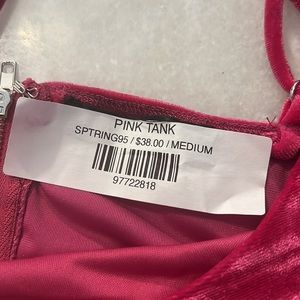 PINK TANK
SPTRING95 / $38.00 / MEDIUM
97722818